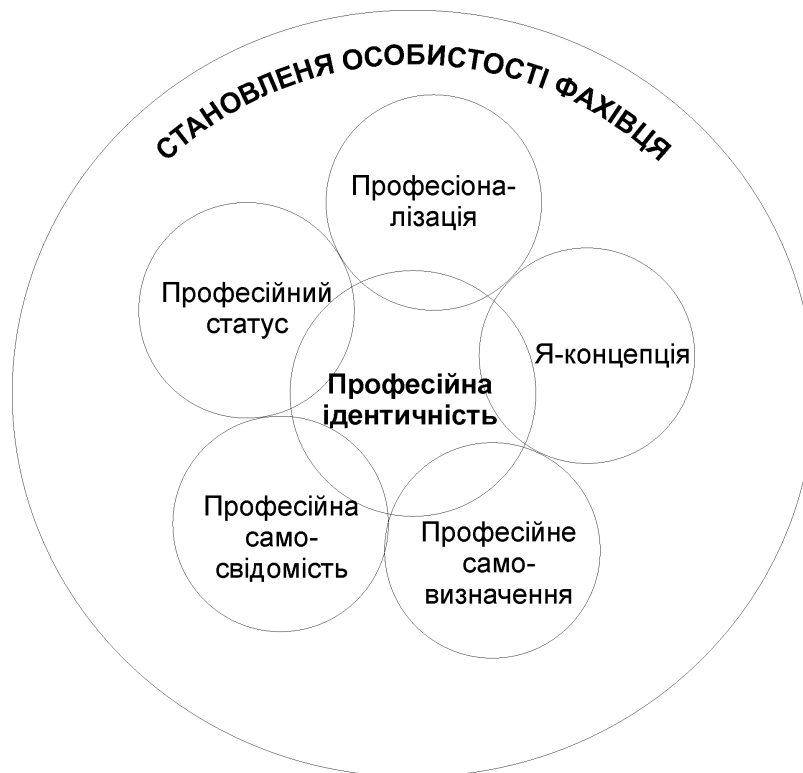 СТАНОВЛЕНЯ ОСОБИСТОСТІ ФАХІВЦЯ
Професіона-
лізація
Професійний
статус
Я-концепція
Професійна
ідентичність
Професійна
само-
свідомість
Професійне
само-
визначення